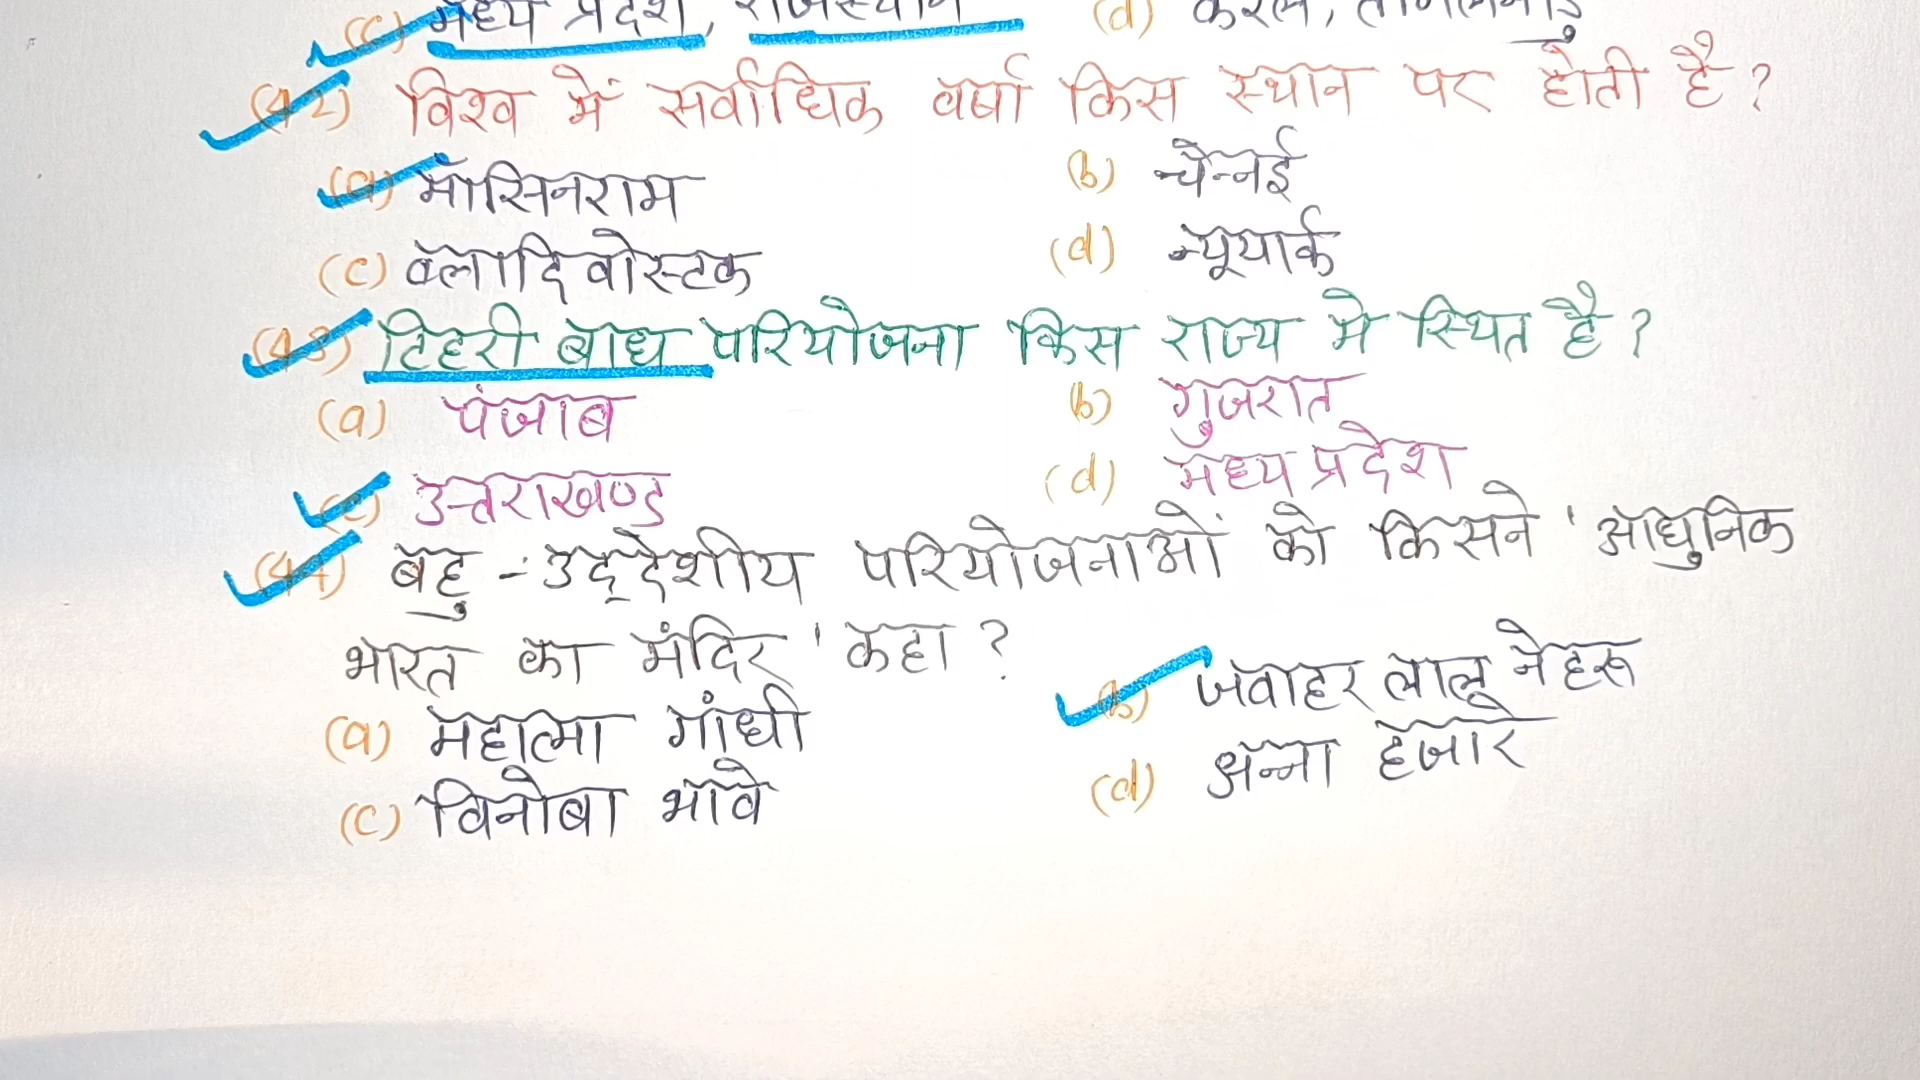 (c) मध्य प्रदेश, राजस्थान (d) केरल, तमिलनाडु
(42) विश्व में सर्वाधिक वर्षा किस स्थान पर होती है ?
(a) मॉसिनराम (b) चेन्नई
(c) ब्लादिवोस्टक (d) न्यूयार्क
(43) टिहरी बाध परियोजना किस राज्य मे स्थित है ?
(a) पंजाब (b) गुजरात
(c) उत्तराखण्ड (d) मध्य प्रदेश
(44) बहु - उद्देशीय परियोजनाओं को किसने 'आधुनिक
भारत का मंदिर' कहा ?
(a) महात्मा गांधी (b) जवाहर लालू नेहरू
(c) विनोबा भावे (d) अन्ना हजारे